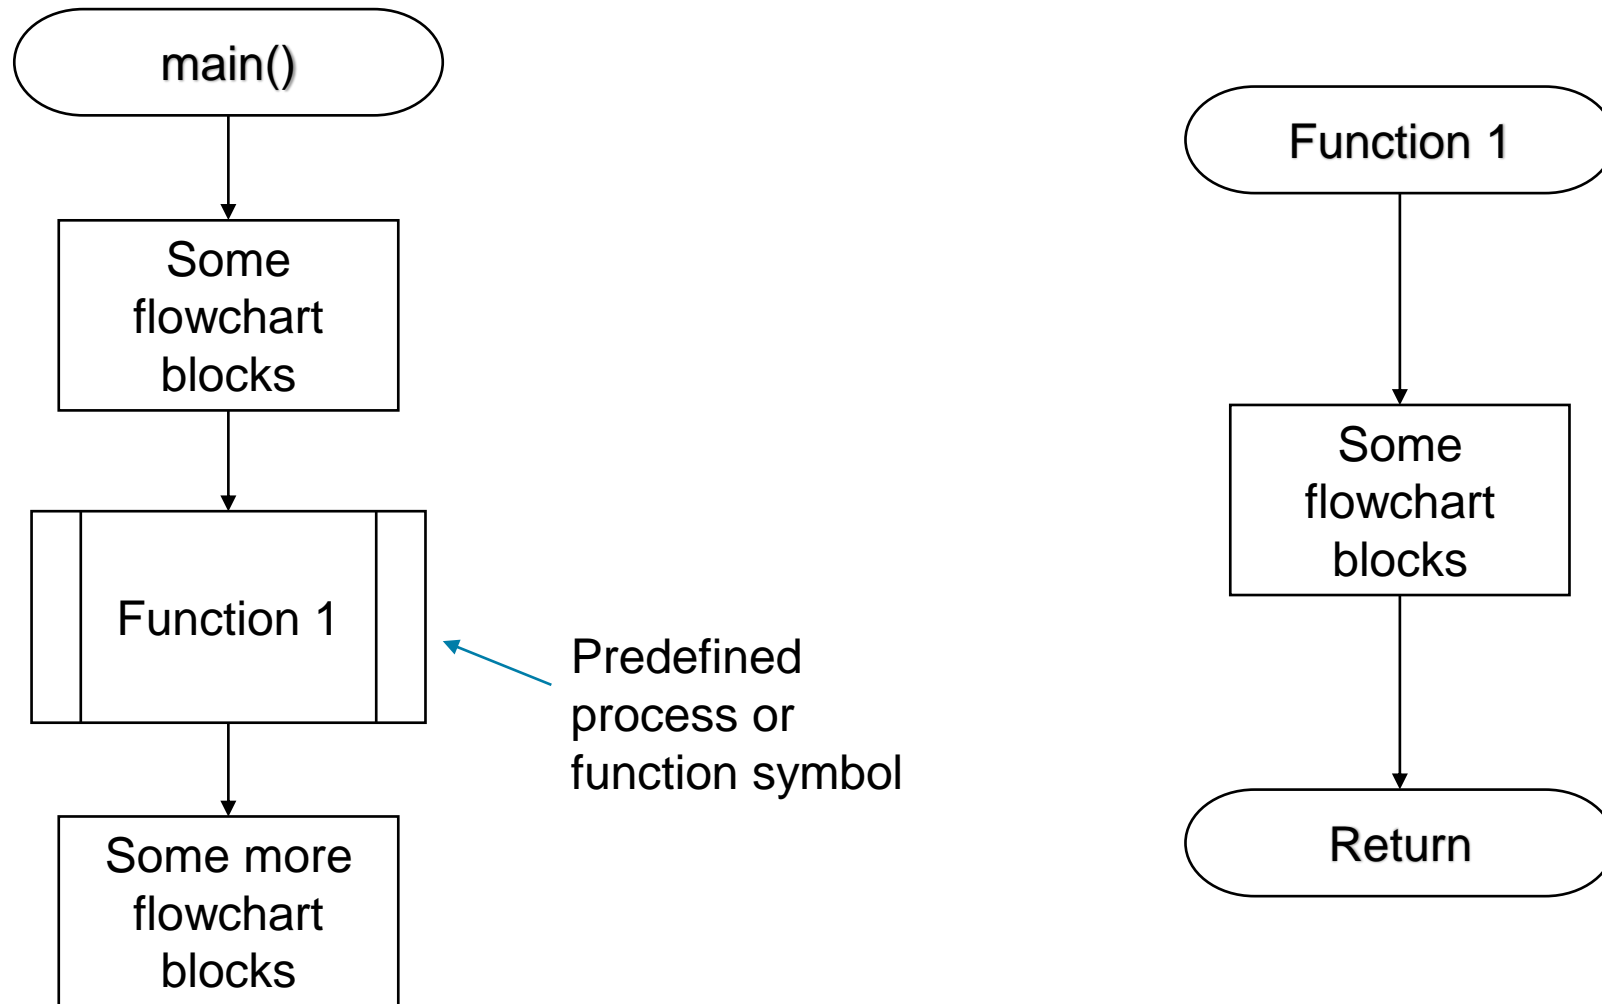 main()
Some
flowchart
blocks
Function 1
Predefined
process or
function symbol
Some more
flowchart
blocks
Function 1
Some
flowchart
blocks
Return